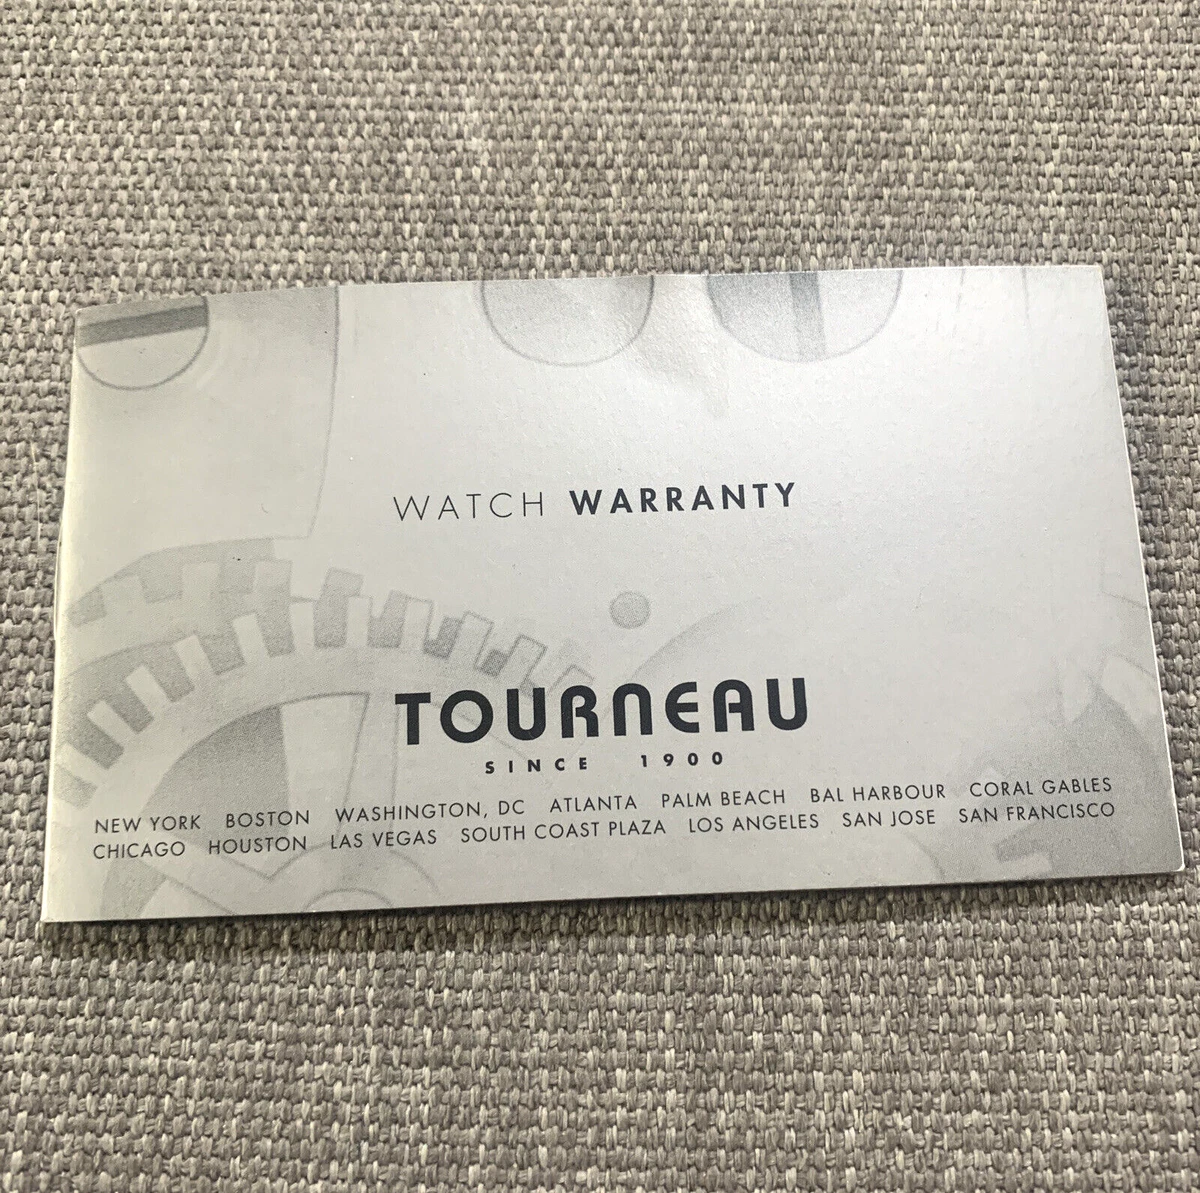 WATCH WARRANTY
TOURNEAU
SINCE 1900
NEW YORK BOSTON WASHINGTON, DC ATLANTA PALM BEACH BAL HARBOUR CORAL GABLES
CHICAGO HOUSTON LAS VEGAS SOUTH COAST PLAZA LOS ANGELES SAN JOSE SAN FRANCISCO